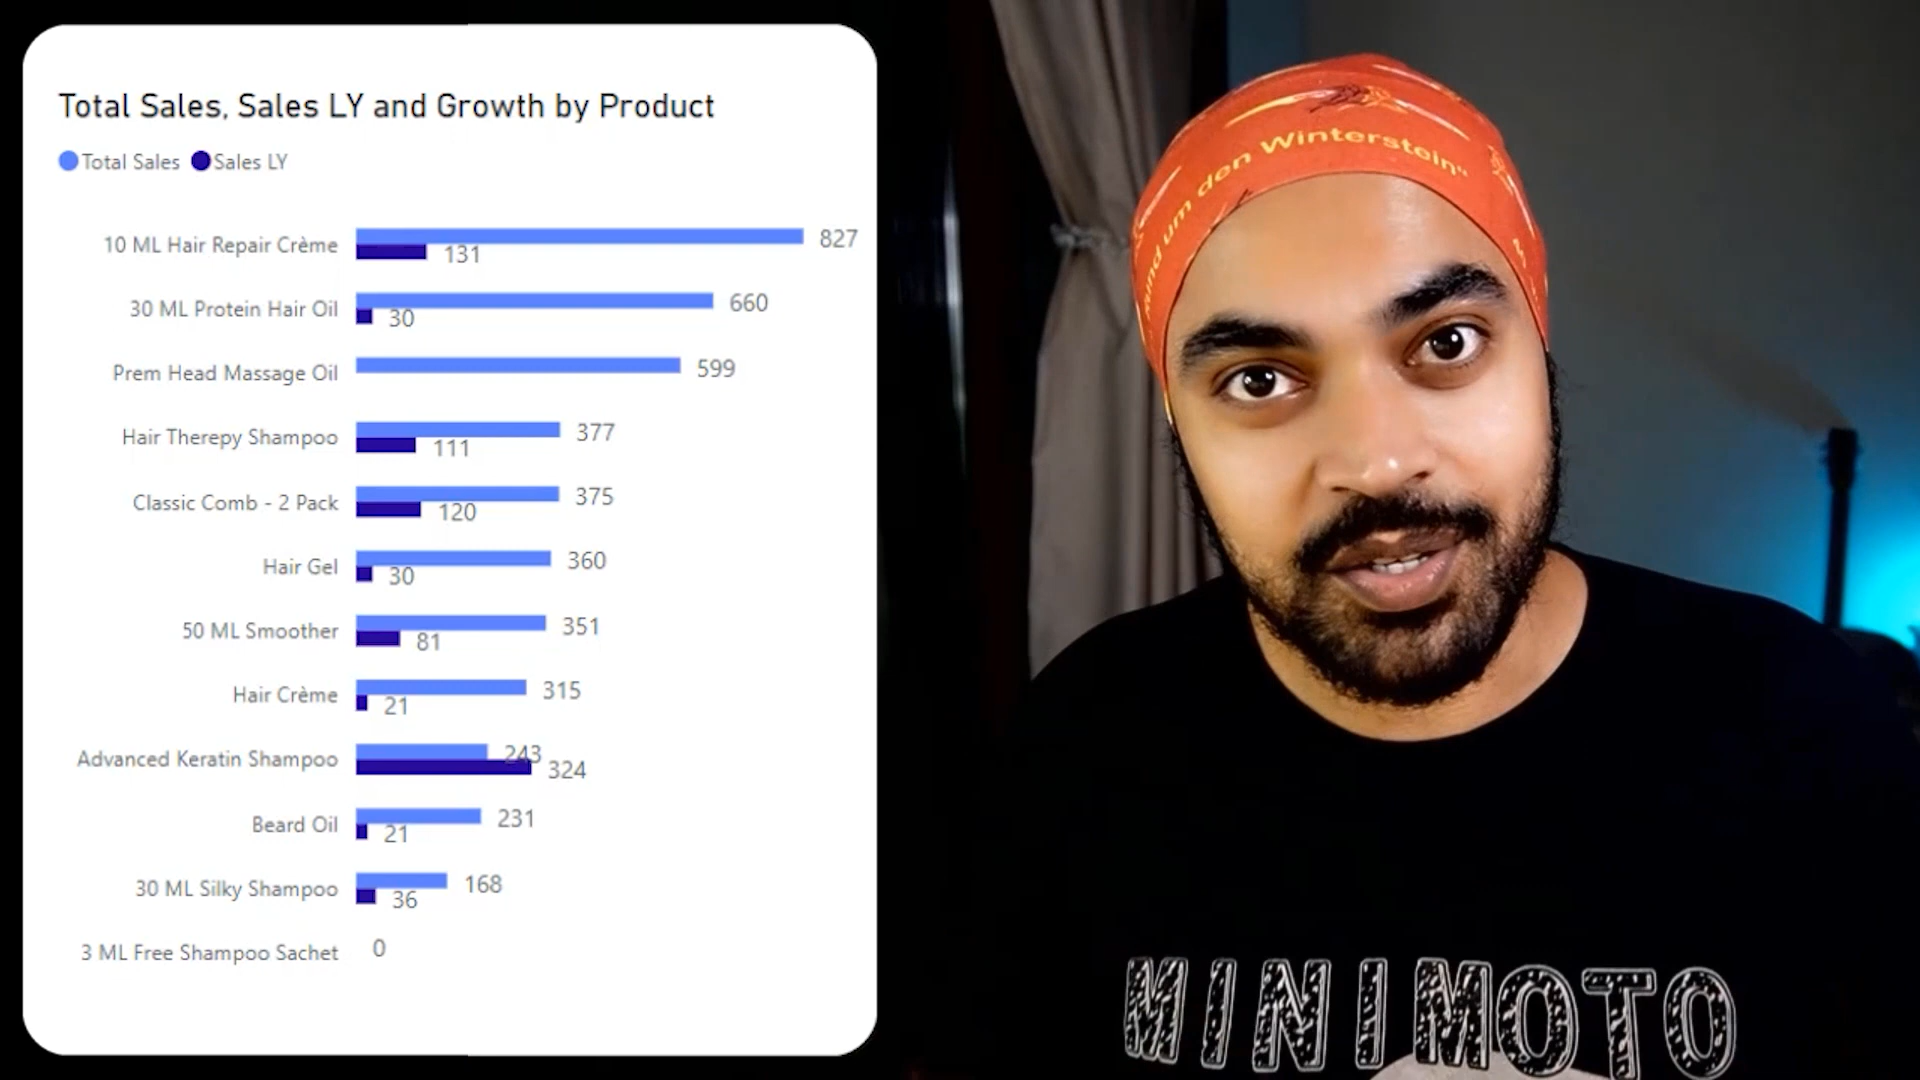 Total Sales, Sales LY and Growth by Product
Total Sales Sales LY
10 ML Hair Repair Crème 827
131
30 ML Protein Hair Oil 660
30
Prem Head Massage Oil 599
Hair Therepy Shampoo 377
111
Classic Comb - 2 Pack 375
120
Hair Gel 360
30
50 ML Smoother 351
81
Hair Crème 315
21
Advanced Keratin Shampoo 243
324
Beard Oil 231
21
30 ML Silky Shampoo 168
36
3 ML Free Shampoo Sachet 0
und um den Winterstein"
MINIMOTO